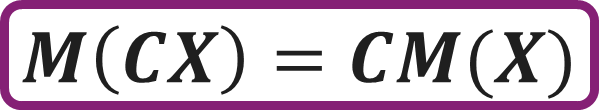 M(CX) = CM(X)